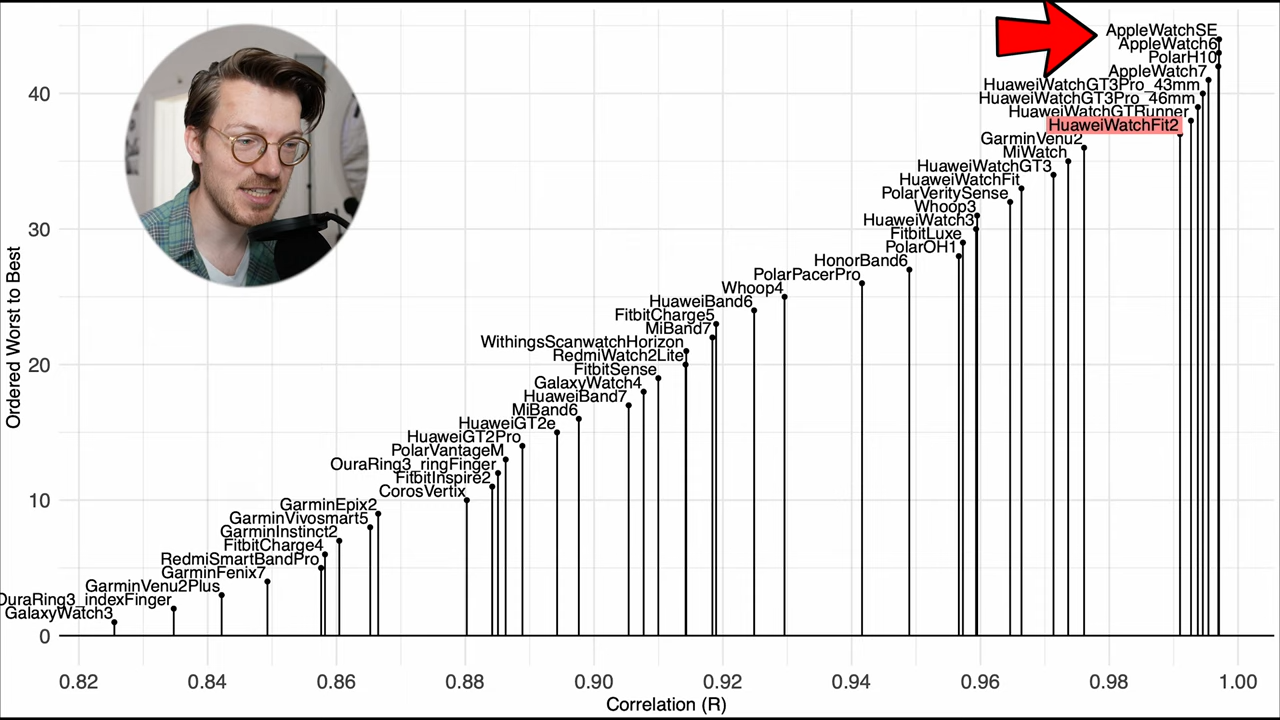 AppleWatchSE
AppleWatch6
PolarH10
AppleWatch7
HuaweiWatchGT3Pro_43mm
HuaweiWatchGT3Pro_46mm
HuaweiWatchGTRunner
HuaweiWatchFit2
GarminVenu2
MiWatch
HuaweiWatchGT3
HuaweiWatchFit
PolarVeritySense
Whoop3
HuaweiWatch3
FitbitLuxe
PolarOH1
HonorBand6
PolarPacerPro
Whoop4
HuaweiBand6
FitbitCharge5
MiBand7
WithingsScanwatchHorizon
RedmiWatch2Lite
FitbitSense
GalaxyWatch4
HuaweiBand7
MiBand6
HuaweiGT2e
HuaweiGT2Pro
PolarVantageM
OuraRing3_ringFinger
FitbitInspire2
CorosVertix
GarminEpix2
GarminVivosmart5
GarminInstinct2
FitbitCharge4
RedmiSmartBandPro
GarminFenix7
GarminVenu2Plus
OuraRing3_indexFinger
GalaxyWatch3
Ordered Worst to Best
40
30
20
10
0
0.82 0.84 0.86 0.88 0.90 0.92 0.94 0.96 0.98 1.00
Correlation (R)